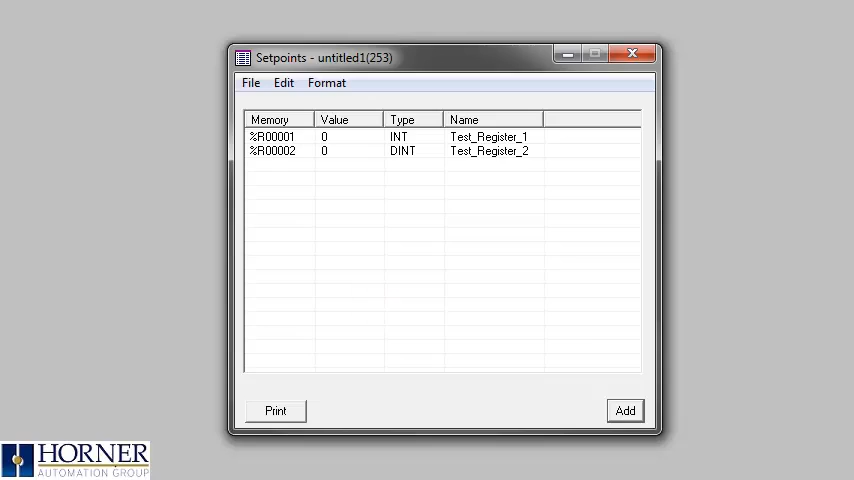 Setpoints - untitled1(253)
File Edit Format
Memory Value Type Name
%R00001 0 INT Test_Register_1
%R00002 0 DINT Test_Register_2
Print Add
HORNER
AUTOMATION GROUP